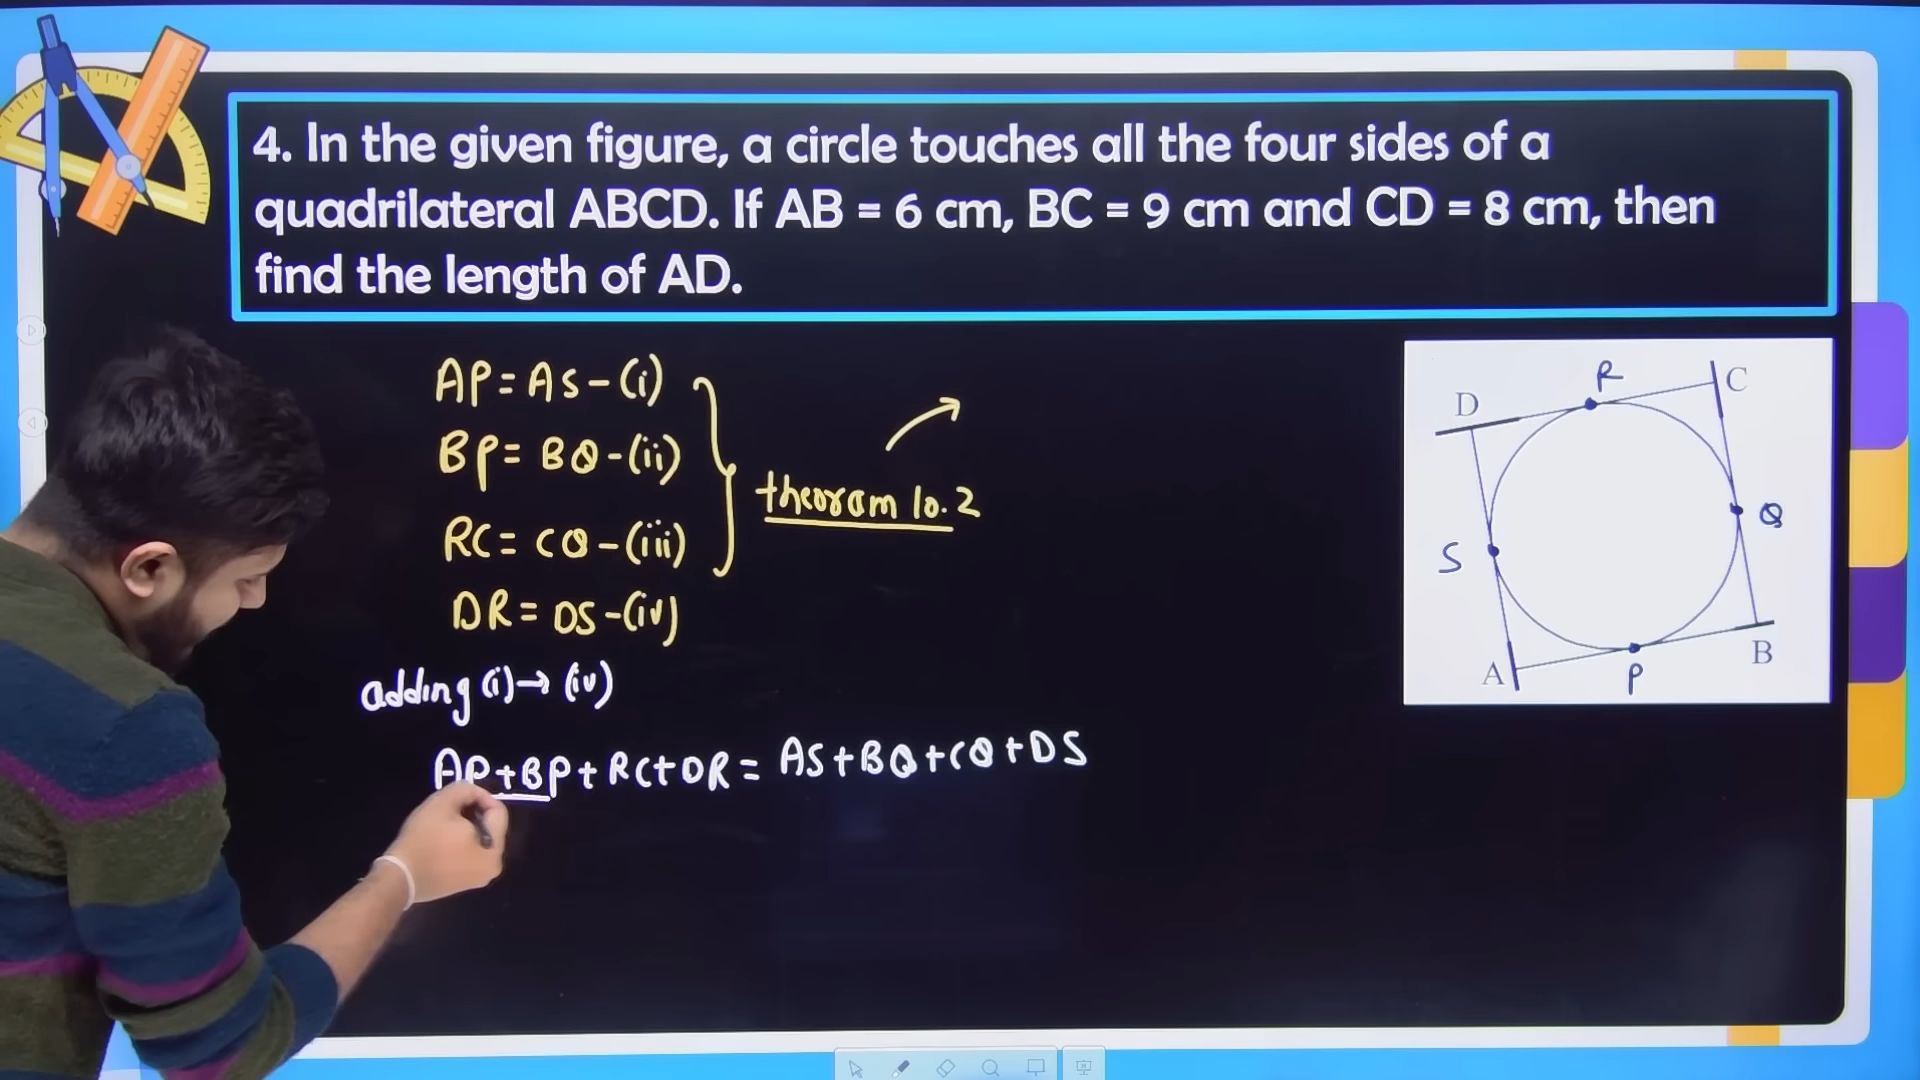 4. In the given figure, a circle touches all the four sides of a
quadrilateral ABCD. If AB = 6 cm, BC = 9 cm and CD = 8 cm, then
find the length of AD.
AP = AS - (i)
BP = BQ - (ii)
RC = CQ - (iii)
DR = DS - (iv)
theoram 10.2
adding (i) → (iv)
AP + BP + RC + DR = AS + BQ + CQ + DS
R
C
D
Q
S
B
A
P